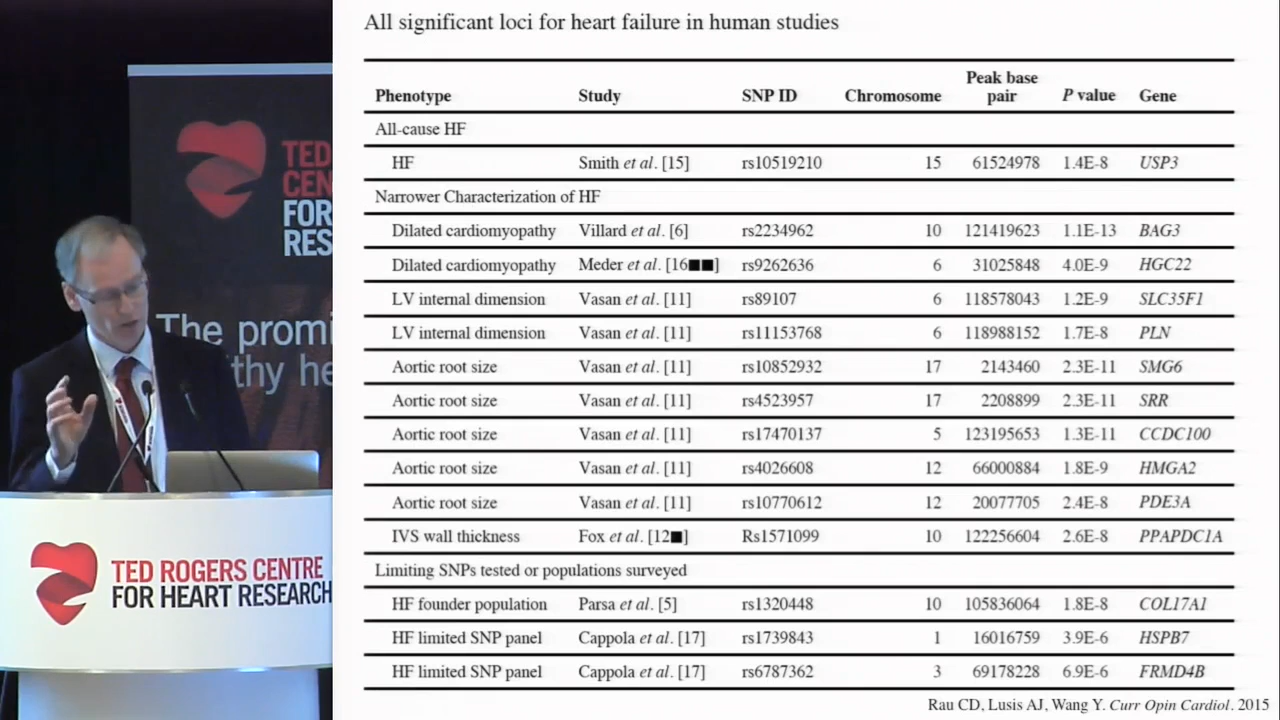 All significant loci for heart failure in human studies
Phenotype Study SNP ID Chromosome Peak base pair P value Gene
All-cause HF
HF Smith et al. [15] rs10519210 15 61524978 1.4E-8 USP3
Narrower Characterization of HF
Dilated cardiomyopathy Villard et al. [6] rs2234962 10 121419623 1.1E-13 BAG3
Dilated cardiomyopathy Meder et al. [16■■] rs9262636 6 31025848 4.0E-9 HGC22
LV internal dimension Vasan et al. [11] rs89107 6 118578043 1.2E-9 SLC35F1
LV internal dimension Vasan et al. [11] rs11153768 6 118988152 1.7E-8 PLN
Aortic root size Vasan et al. [11] rs10852932 17 2143460 2.3E-11 SMG6
Aortic root size Vasan et al. [11] rs4523957 17 2208899 2.3E-11 SRR
Aortic root size Vasan et al. [11] rs17470137 5 123195653 1.3E-11 CCDC100
Aortic root size Vasan et al. [11] rs4026608 12 66000884 1.8E-9 HMGA2
Aortic root size Vasan et al. [11] rs10770612 12 20077705 2.4E-8 PDE3A
IVS wall thickness Fox et al. [12■] Rs1571099 10 122256604 2.6E-8 PPAPDC1A
Limiting SNPs tested or populations surveyed
HF founder population Parsa et al. [5] rs1320448 10 105836064 1.8E-8 COL17A1
HF limited SNP panel Cappola et al. [17] rs1739843 1 16016759 3.9E-6 HSPB7
HF limited SNP panel Cappola et al. [17] rs6787362 3 69178228 6.9E-6 FRMD4B
Rau CD, Lusis AJ, Wang Y. Curr Opin Cardiol. 2015
TED
CEN
FOR
RES
The promi
thy he
TED ROGERS CENTRE
FOR HEART RESEARCH